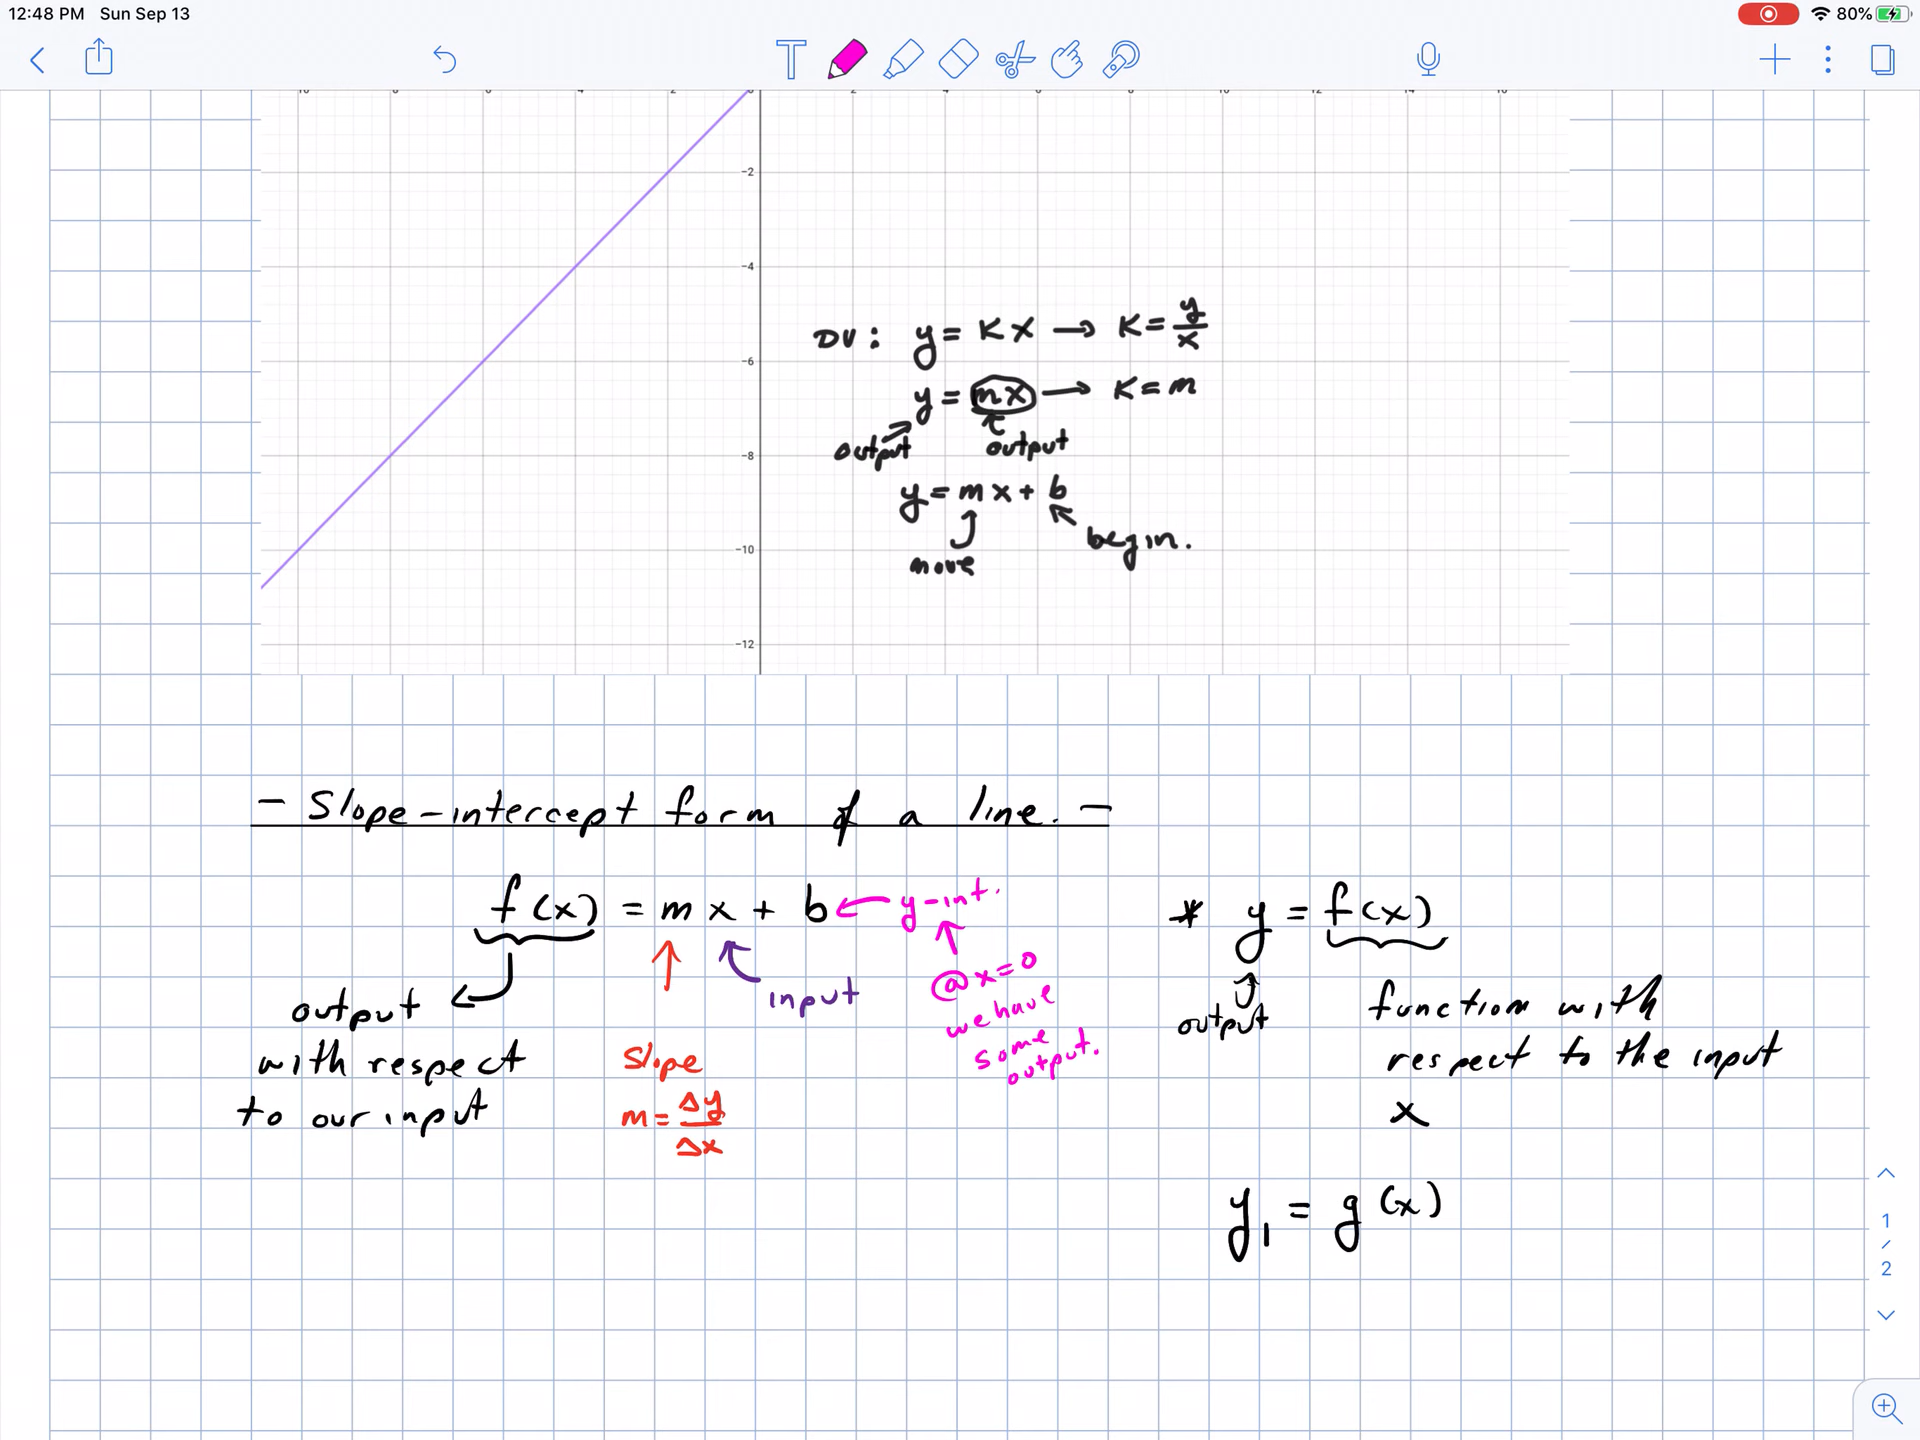 12:48 PM Sun Sep 13
80%
T
2 4
-2
-4
DV: y = Kx → K = y/x
-6
y = mx → K = m
output output
-8
y = mx + b
move begin.
-10
-12
- Slope-intercept form of a line. -
f(x) = mx + b ← y-int.
* y = f(x)
@x=0
we have
some
output.
input
output
with respect
to our input
Slope
m = Δy/Δx
output
function with
respect to the input
x
y₁ = g(x)
1
/
2